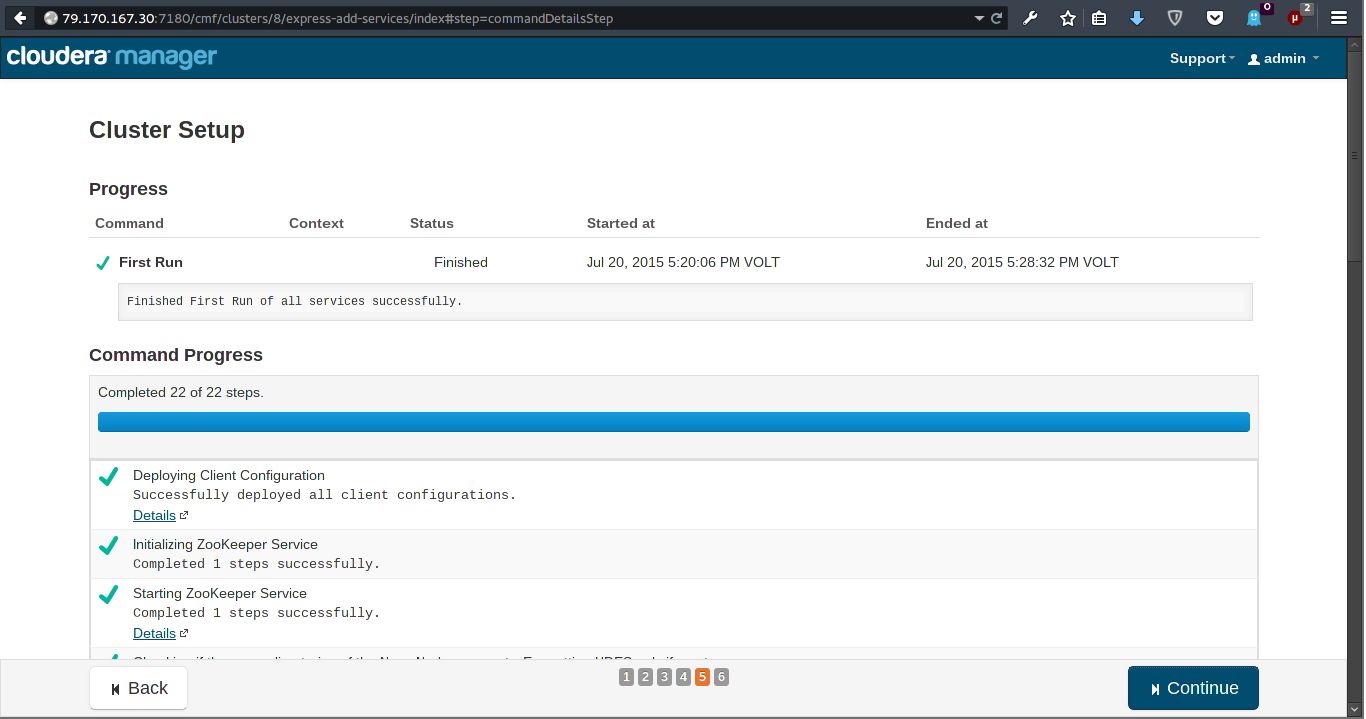 79.170.167.30:7180/cmf/clusters/8/express-add-services/index#step=commandDetailsStep
0
2
cloudera manager
Support
admin
Cluster Setup
Progress
Command Context Status Started at Ended at
First Run Finished Jul 20, 2015 5:20:06 PM VOLT Jul 20, 2015 5:28:32 PM VOLT
Finished First Run of all services successfully.
Command Progress
Completed 22 of 22 steps.
Deploying Client Configuration
Successfully deployed all client configurations.
Details
Initializing ZooKeeper Service
Completed 1 steps successfully.
Starting ZooKeeper Service
Completed 1 steps successfully.
Details
Back
1 2 3 4 5 6
Continue